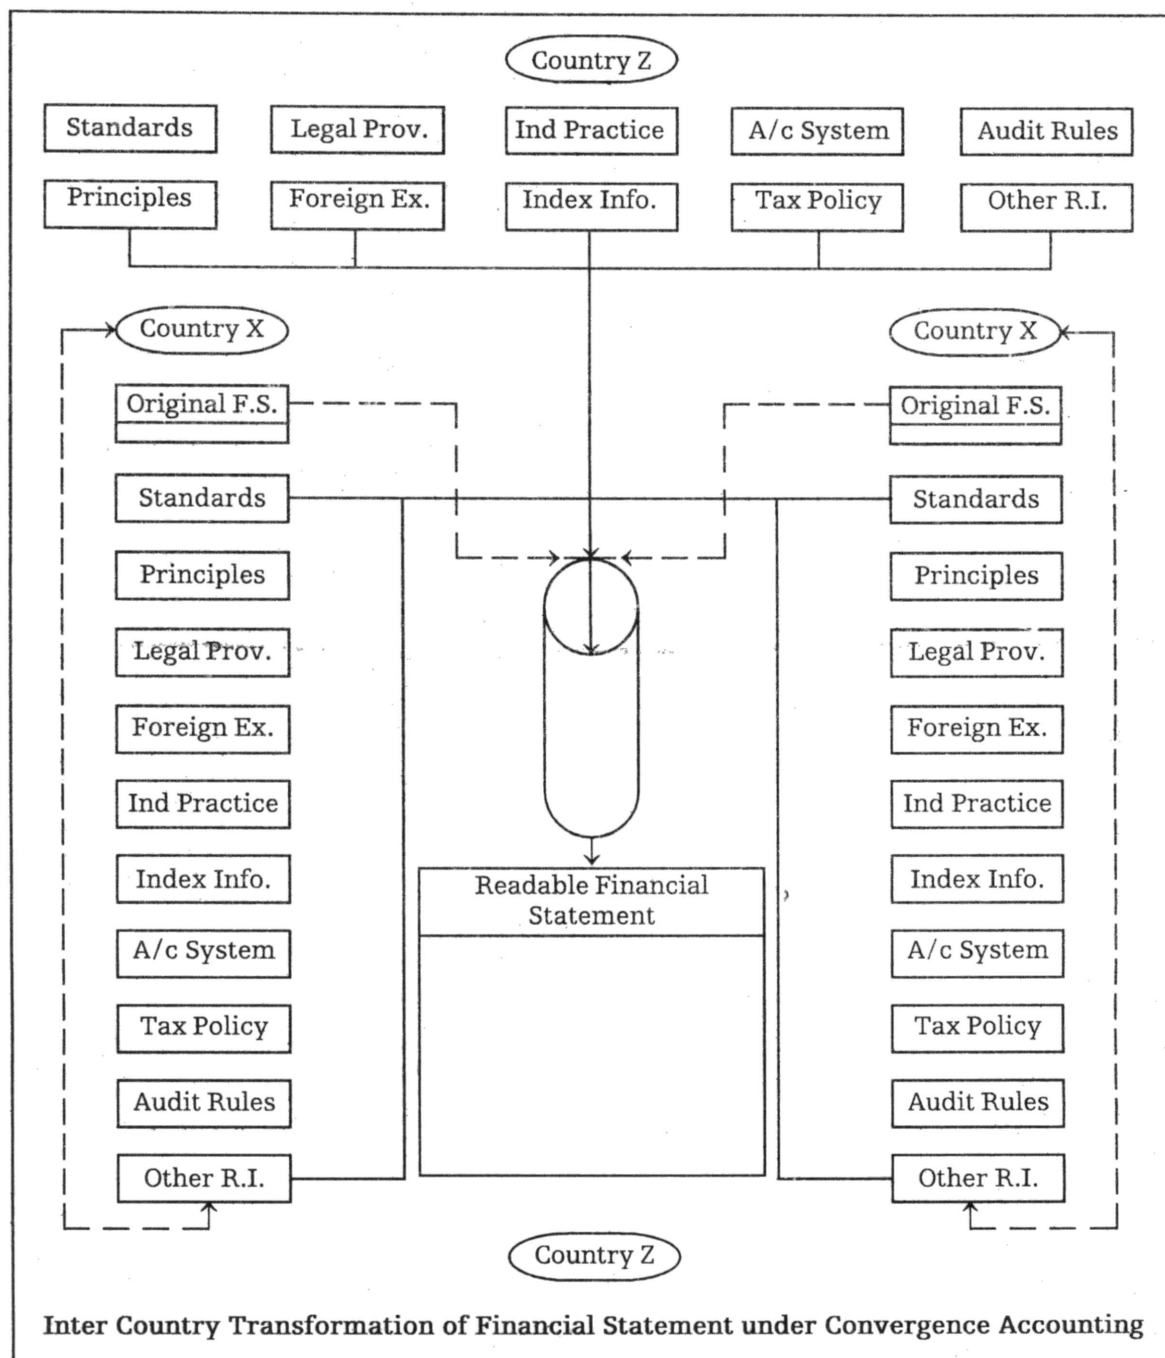 Country Z
Standards
Legal Prov.
Ind Practice
A/c System
Audit Rules
Principles
Foreign Ex.
Index Info.
Tax Policy
Other R.I.
Country X
Original F.S.
Standards
Principles
Legal Prov.
Foreign Ex.
Ind Practice
Index Info.
A/c System
Tax Policy
Audit Rules
Other R.I.
Readable Financial
Statement
Country X
Original F.S.
Standards
Principles
Legal Prov.
Foreign Ex.
Ind Practice
Index Info.
A/c System
Tax Policy
Audit Rules
Other R.I.
Country Z
Inter Country Transformation of Financial Statement under Convergence Accounting